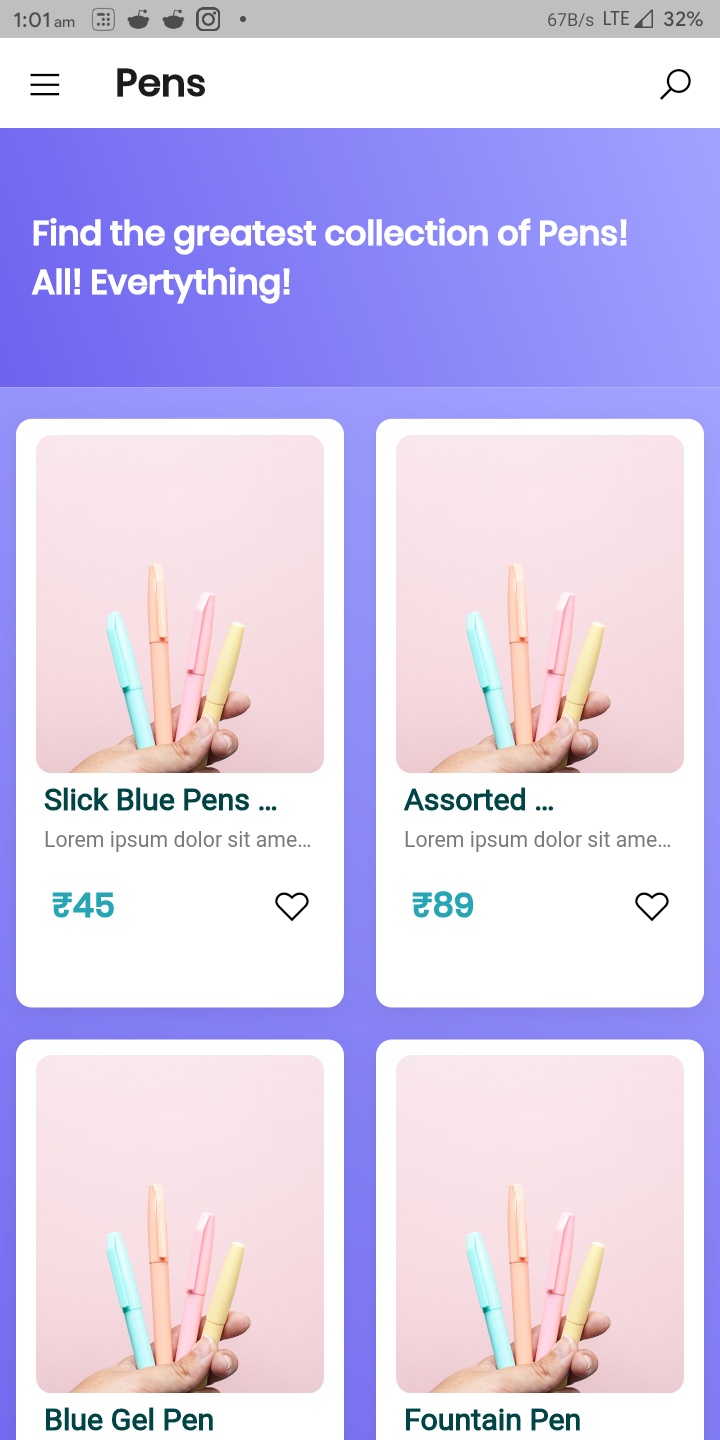 1:01 am 67B/s LTE 32%
Pens
Find the greatest collection of Pens!
All! Evertything!
Slick Blue Pens ...
Lorem ipsum dolor sit ame...
₹45
Assorted ...
Lorem ipsum dolor sit ame...
₹89
Blue Gel Pen
Fountain Pen